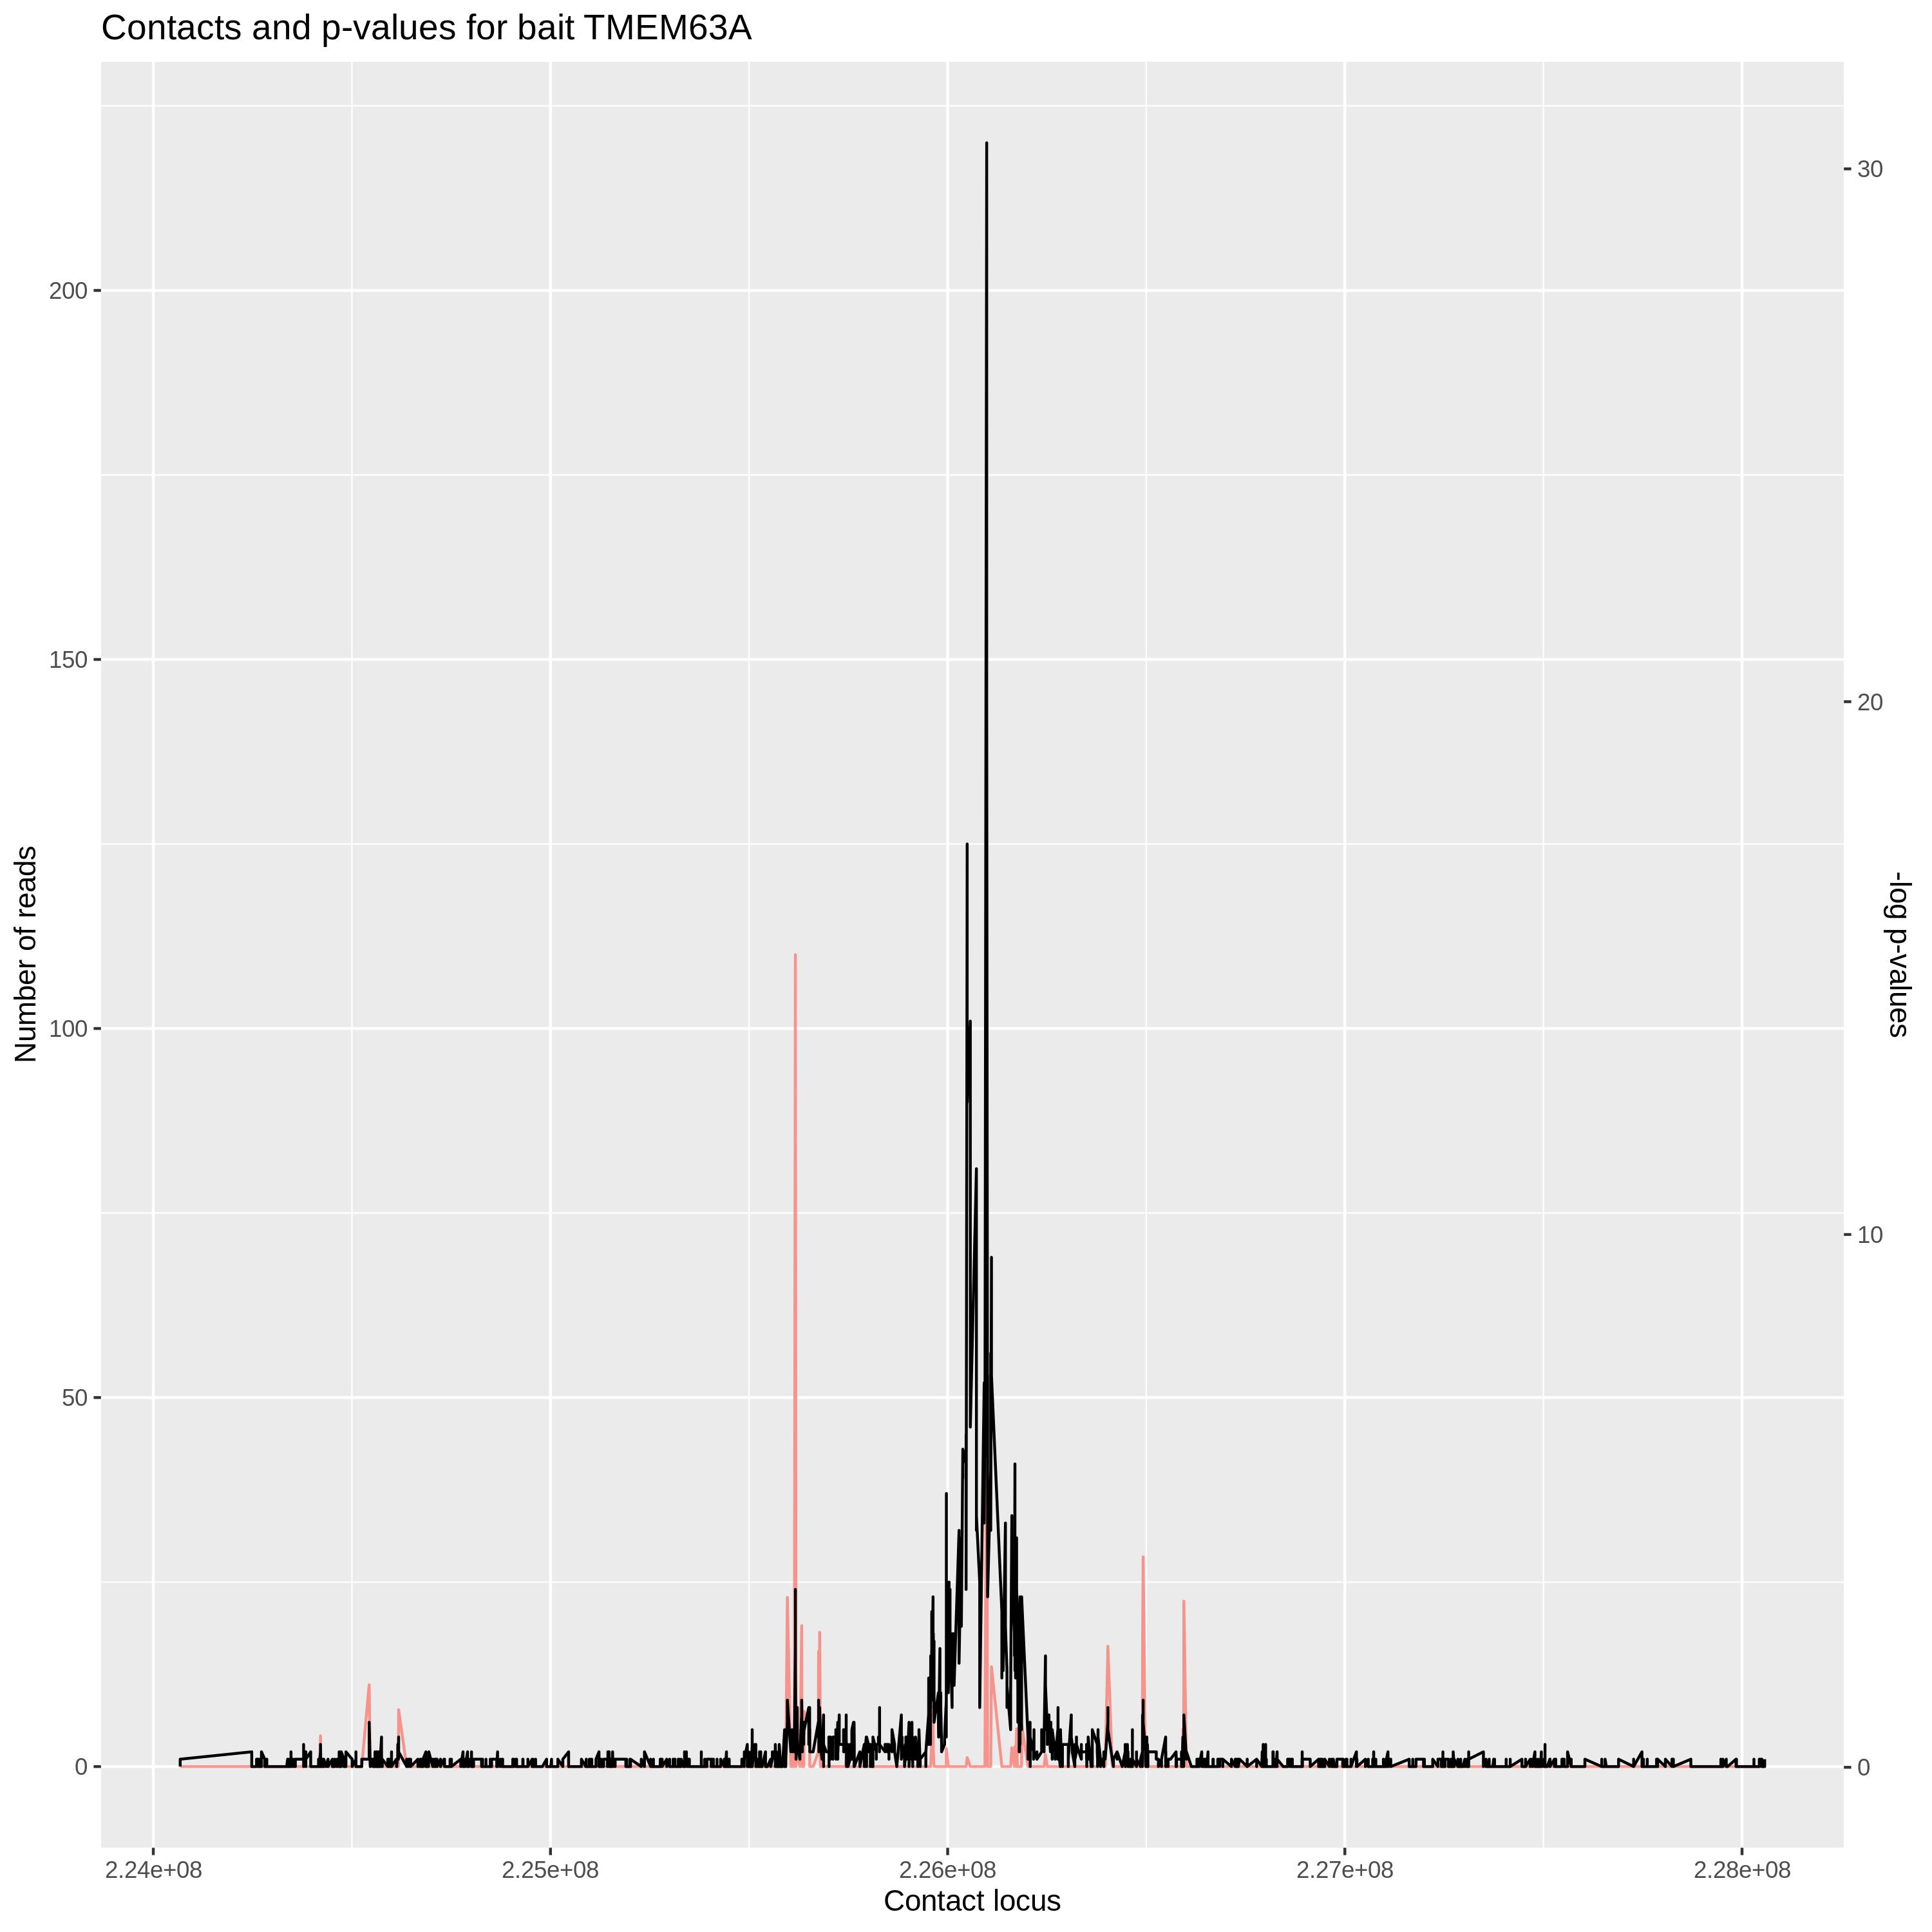 Contacts and p-values for bait TMEM63A
Number of reads
200
150
100
50
0
30
20
10
0
-log p-values
2.24e+08 2.25e+08 2.26e+08 2.27e+08 2.28e+08
Contact locus